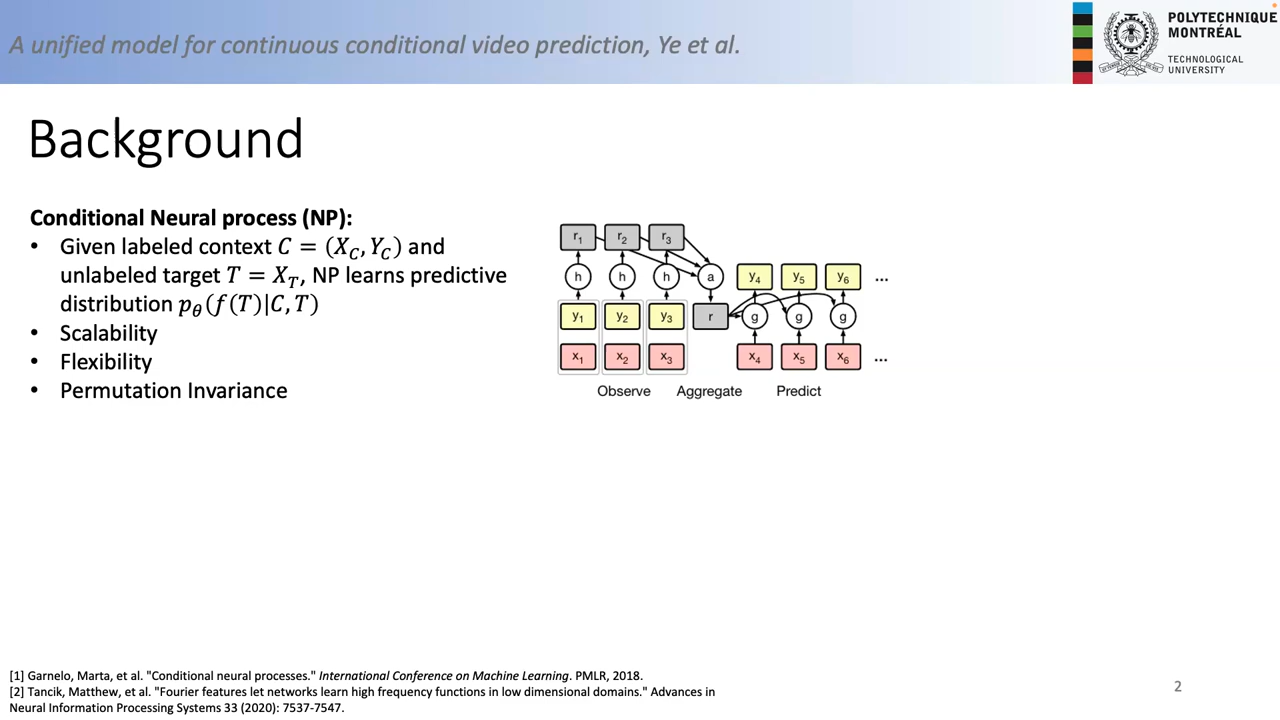 A unified model for continuous conditional video prediction, Ye et al.
POLYTECHNIQUE
MONTRÉAL
TECHNOLOGICAL
UNIVERSITY
Background
Conditional Neural process (NP):
• Given labeled context 𝐶 = (𝑋_𝐶, 𝑌_𝐶) and
unlabeled target 𝑇 = 𝑋_𝑇, NP learns predictive
distribution 𝑝_𝜃(𝑓(𝑇)|𝐶, 𝑇)
• Scalability
• Flexibility
• Permutation Invariance
r₁ r₂ r₃
h h h a y₄ y₅ y₆ ...
y₁ y₂ y₃ r g g g
x₁ x₂ x₃ x₄ x₅ x₆ ...
Observe Aggregate Predict
[1] Garnelo, Marta, et al. "Conditional neural processes." International Conference on Machine Learning. PMLR, 2018.
[2] Tancik, Matthew, et al. "Fourier features let networks learn high frequency functions in low dimensional domains." Advances in
Neural Information Processing Systems 33 (2020): 7537-7547.
2